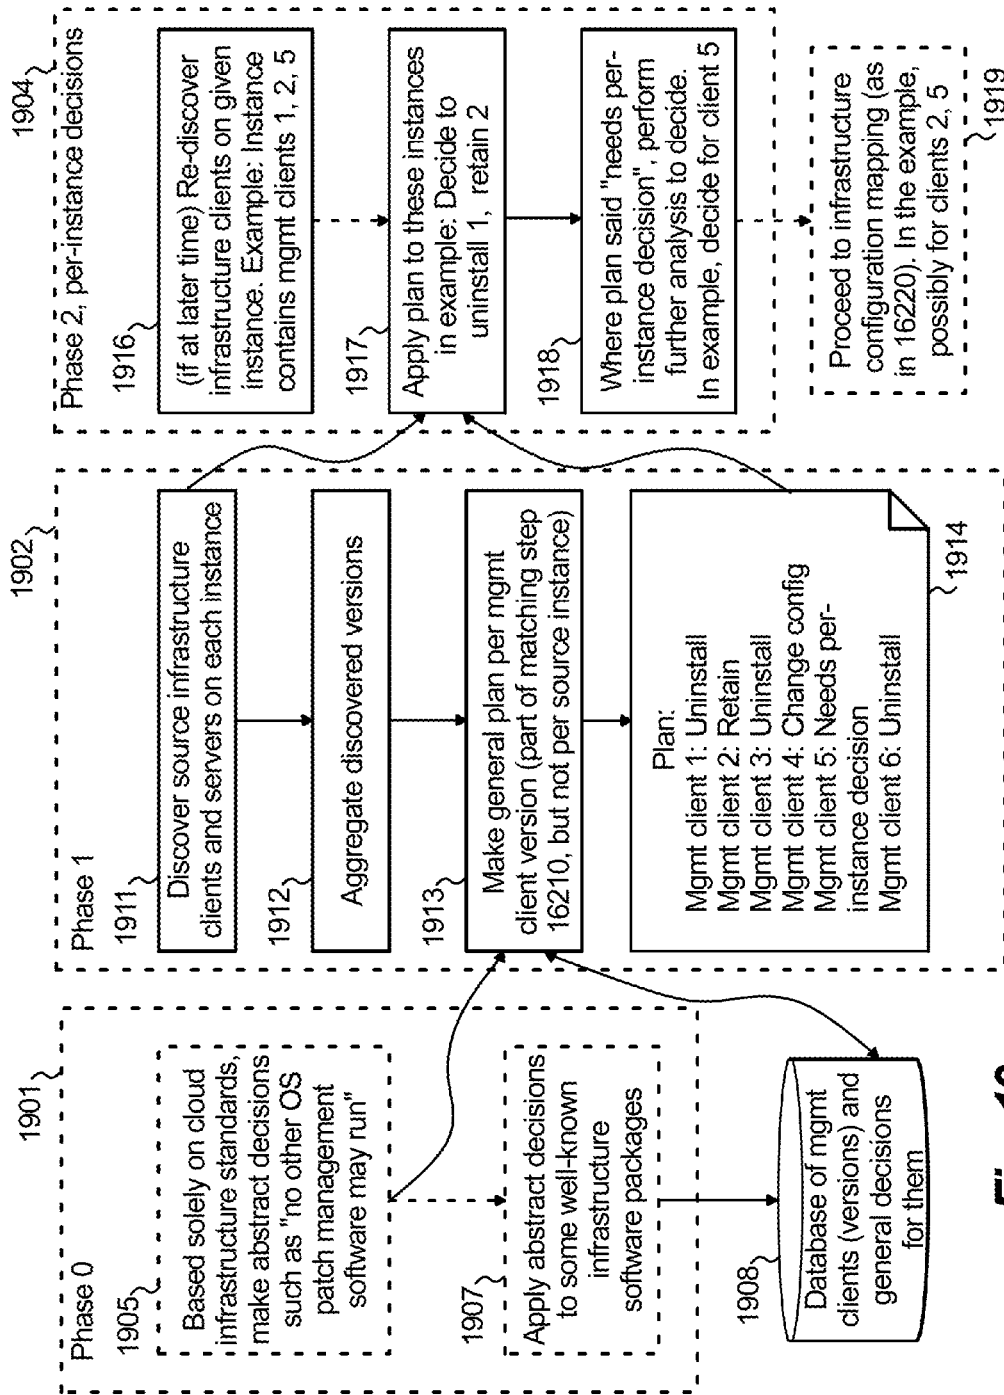 1901
Phase 0
1905
Based solely on cloud
infrastructure standards,
make abstract decisions
such as "no other OS
patch management
software may run"
1907
Apply abstract decisions
to some well-known
infrastructure
software packages
1908
Database of mgmt
clients (versions) and
general decisions
for them
1902
Phase 1
1911
Discover source infrastructure
clients and servers on each instance
1912
Aggregate discovered versions
1913
Make general plan per mgmt
client version (part of matching step
16210, but not per source instance)
Plan:
Mgmt client 1: Uninstall
Mgmt client 2: Retain
Mgmt client 3: Uninstall
Mgmt client 4: Change config
Mgmt client 5: Needs per-
instance decision
Mgmt client 6: Uninstall
1914
1904
Phase 2, per-instance decisions
1916
(if at later time) Re-discover
infrastructure clients on given
instance. Example: Instance
contains mgmt clients 1, 2, 5
1917
Apply plan to these instances
in example: Decide to
uninstall 1, retain 2
1918
Where plan said "needs per-
instance decision", perform
further analysis to decide.
In example, decide for client 5
Proceed to infrastructure
configuration mapping (as
in 16220). In the example,
possibly for clients 2, 5
1919